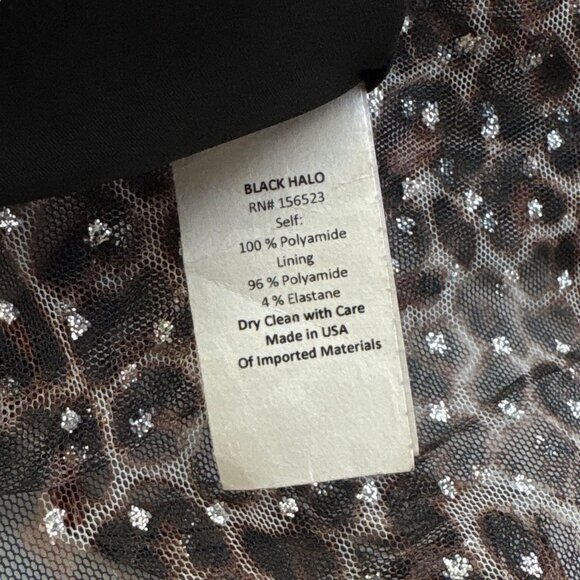 BLACK HALO
RN# 156523
Self:
100 % Polyamide
Lining
96 % Polyamide
4 % Elastane
Dry Clean with Care
Made in USA
Of Imported Materials